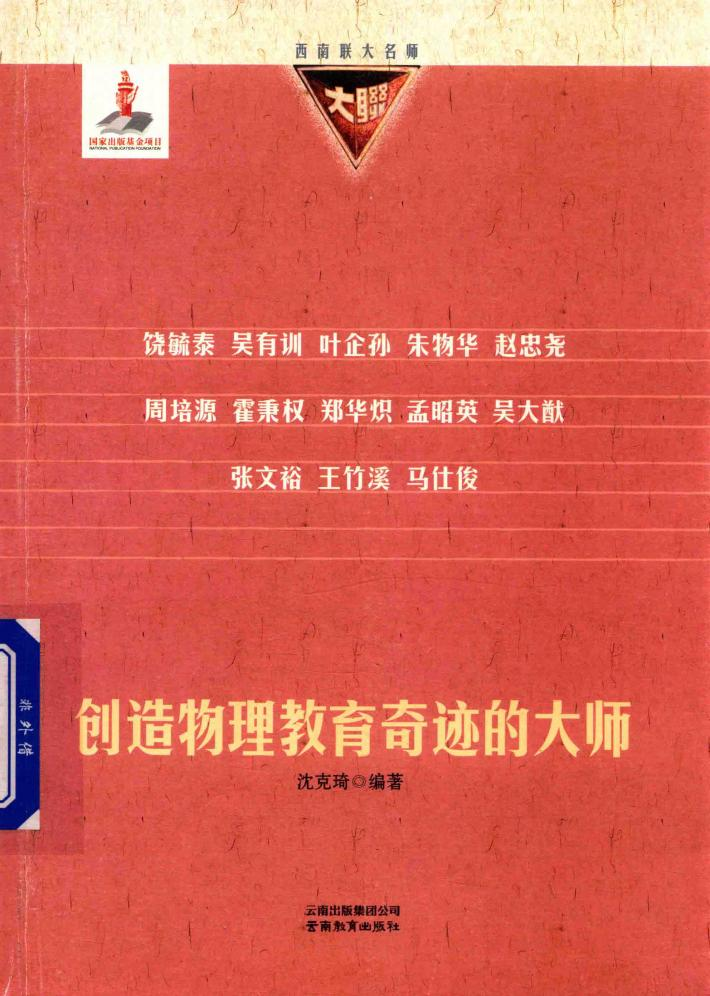 西南联大名师
大聯
国家出版基金项目
NATIONAL PUBLICATION FOUNDATION
饶毓泰 吴有训 叶企孙 朱物华 赵忠尧
周培源 霍秉权 郑华炽 孟昭英 吴大猷
张文裕 王竹溪 马仕俊
非外借
创造物理教育奇迹的大师
沈克琦◎编著
云南出版集团公司
云南教育出版社